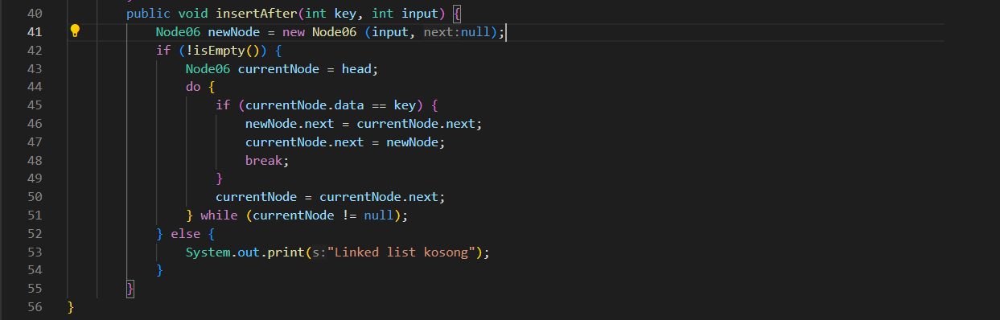 40 public void insertAfter(int key, int input) {
41 Node06 newNode = new Node06 (input, next:null);
42 if (!isEmpty()) {
43 Node06 currentNode = head;
44 do {
45 if (currentNode.data == key) {
46 newNode.next = currentNode.next;
47 currentNode.next = newNode;
48 break;
49 }
50 currentNode = currentNode.next;
51 } while (currentNode != null);
52 } else {
53 System.out.print(s:"Linked list kosong");
54 }
55 }
56 }